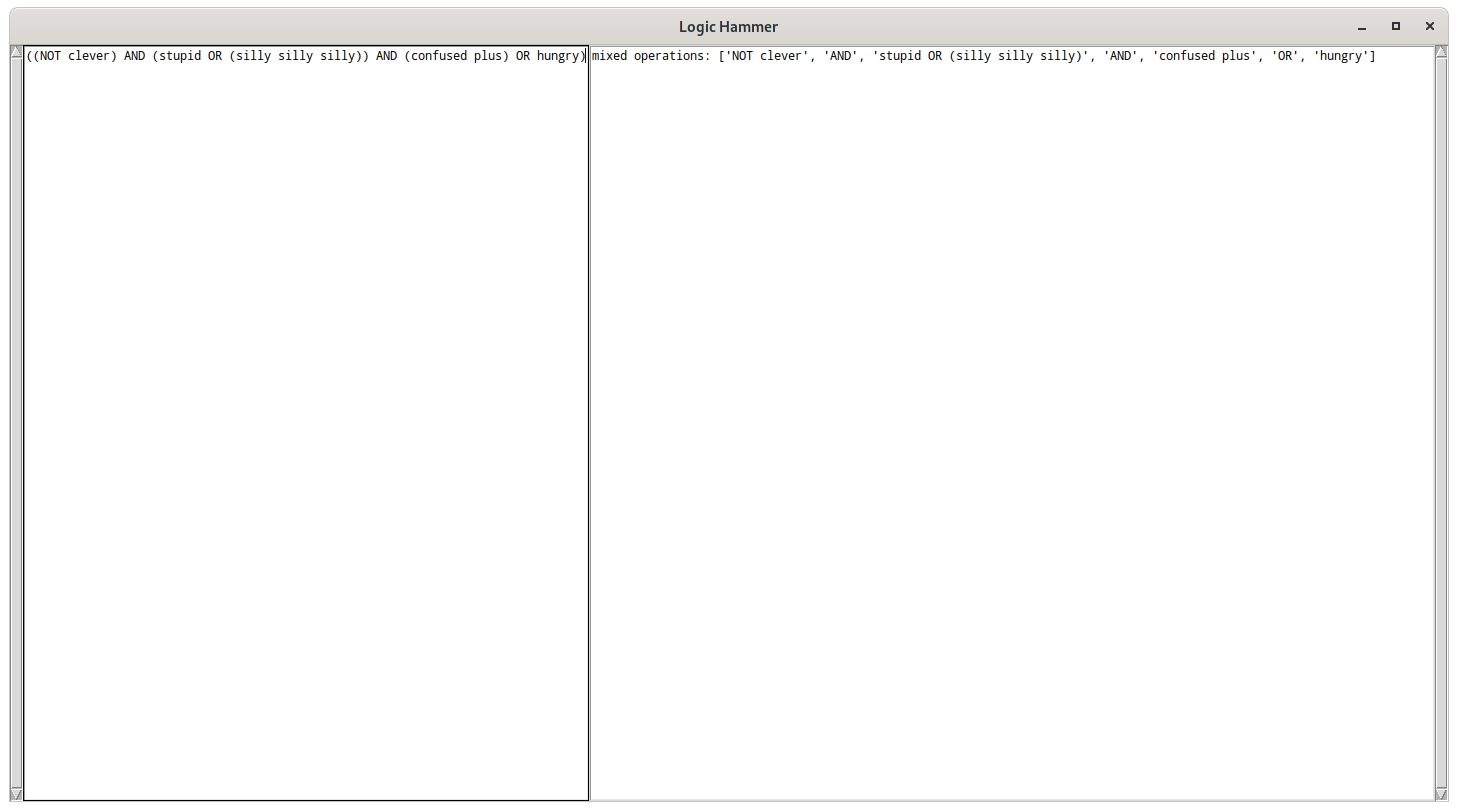 Logic Hammer
((NOT clever) AND (stupid OR (silly silly silly)) AND (confused plus) OR hungry)
mixed operations: ['NOT clever', 'AND', 'stupid OR (silly silly silly)', 'AND', 'confused plus', 'OR', 'hungry']